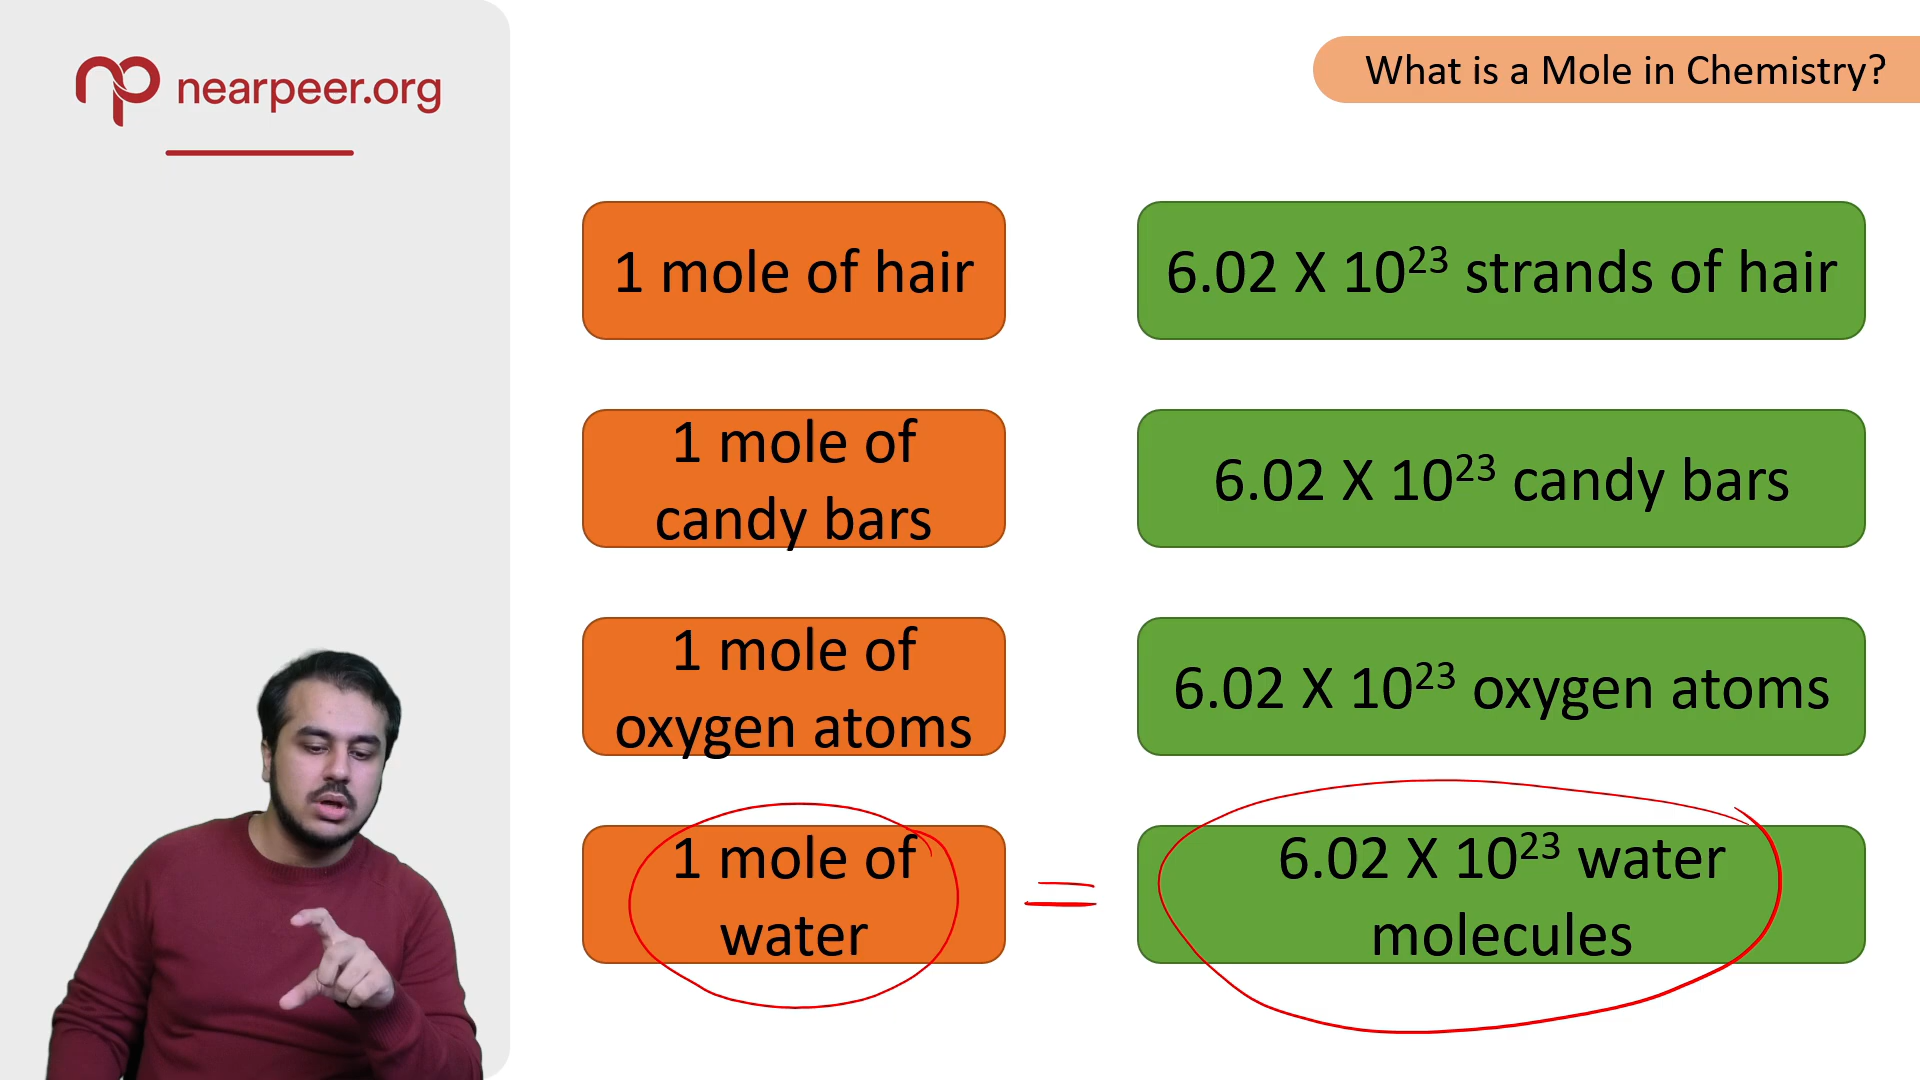 nearpeer.org
What is a Mole in Chemistry?
1 mole of hair
6.02 X 10²³ strands of hair
1 mole of
candy bars
6.02 X 10²³ candy bars
1 mole of
oxygen atoms
6.02 X 10²³ oxygen atoms
1 mole of
water
=
6.02 X 10²³ water
molecules